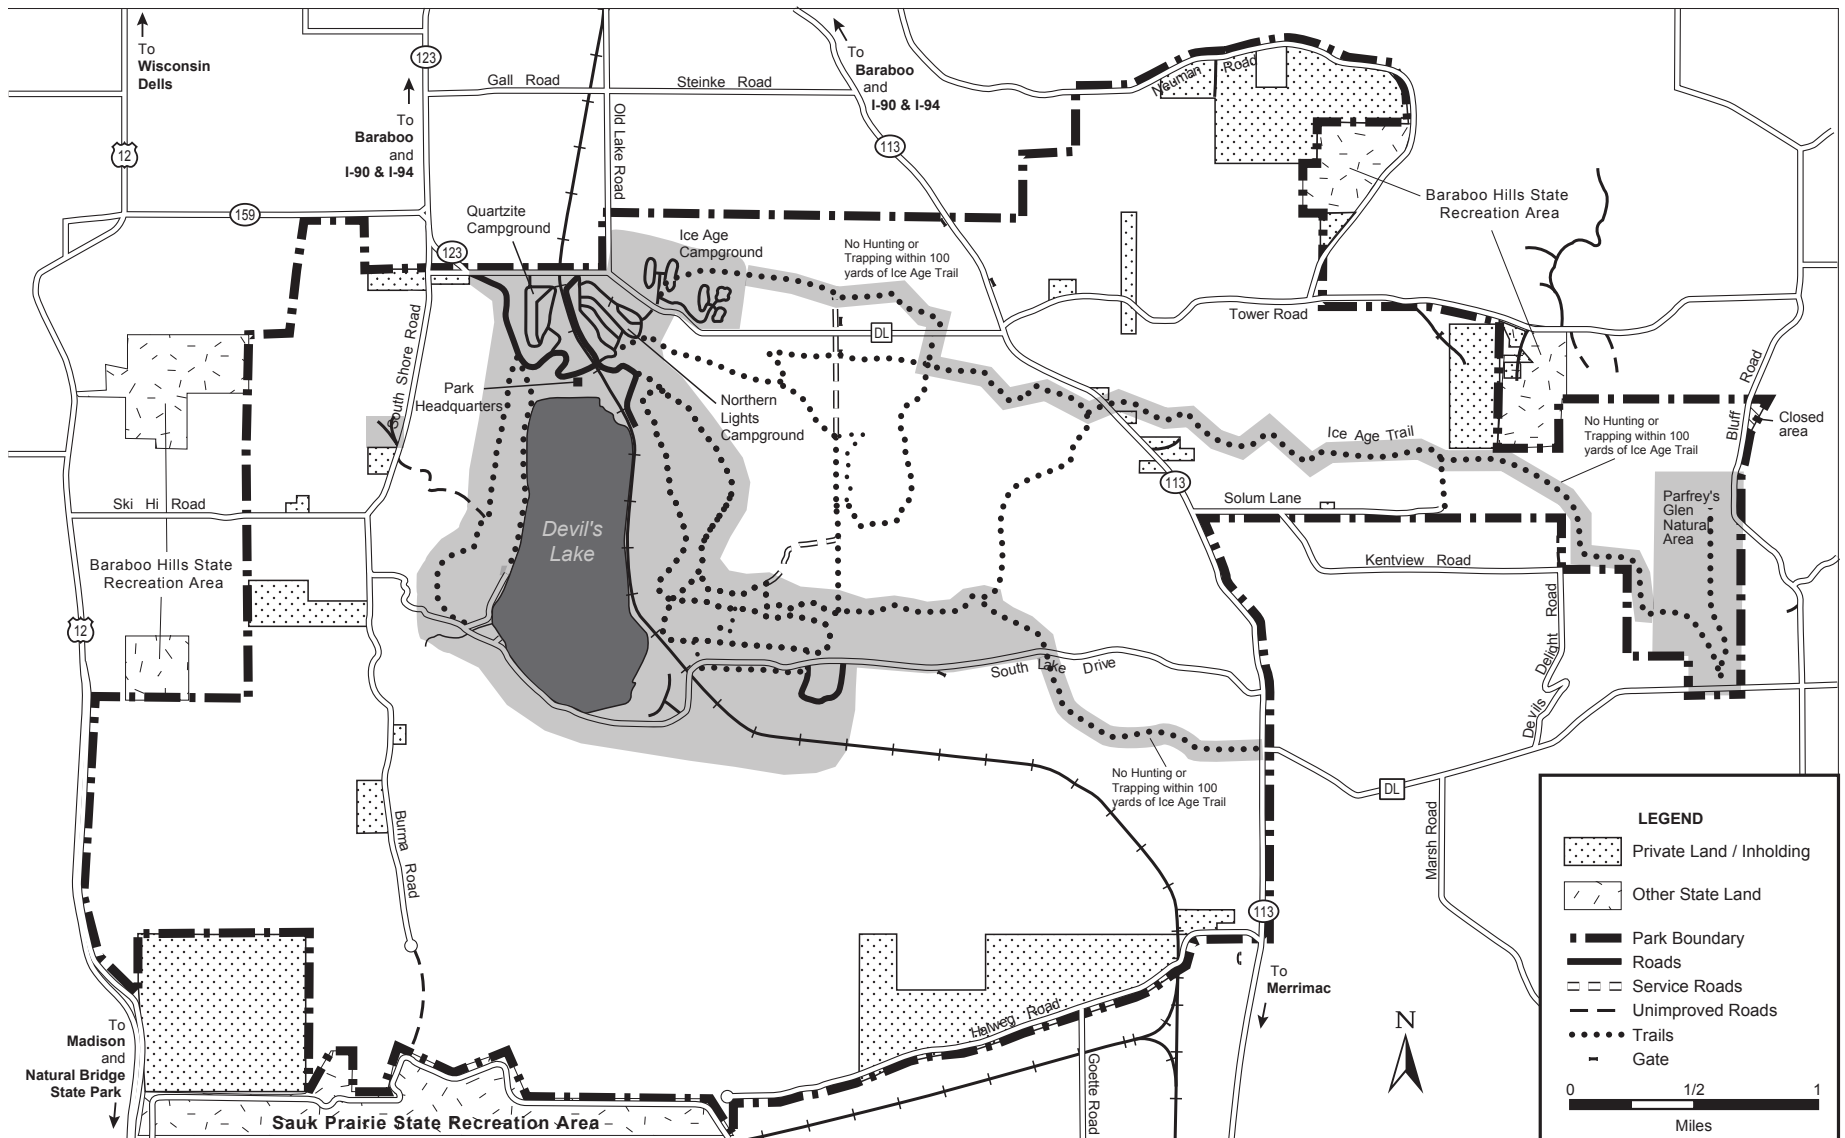 To
Wisconsin
Dells
123
To
Baraboo
and
I-90 & I-94
12
159
Gall Road
Steinke Road
Old Lake Road
To
Baraboo
and
I-90 & I-94
113
Neuman Road
Baraboo Hills State
Recreation Area
Quartzite
Campground
123
Ice Age
Campground
No Hunting or
Trapping within 100
yards of Ice Age Trail
DL
Tower Road
South Shore Road
Park
Headquarters
Northern
Lights
Campground
Ice Age Trail
No Hunting or
Trapping within 100
yards of Ice Age Trail
Bluff Road
Closed
area
Ski Hi Road
Devil's
Lake
113
Solum Lane
Parfrey's
Glen
Natural
Area
Baraboo Hills State
Recreation Area
Kentview Road
12
Devils Delight Road
South Lake Drive
No Hunting or
Trapping within 100
yards of Ice Age Trail
DL
Burma Road
Marsh Road
113
To
Merrimac
Halweg Road
Goette Road
To
Madison
and
Natural Bridge
State Park
Sauk Prairie State Recreation Area
N
LEGEND
Private Land / Inholding
Other State Land
Park Boundary
Roads
Service Roads
Unimproved Roads
Trails
Gate
0 1/2 1
Miles